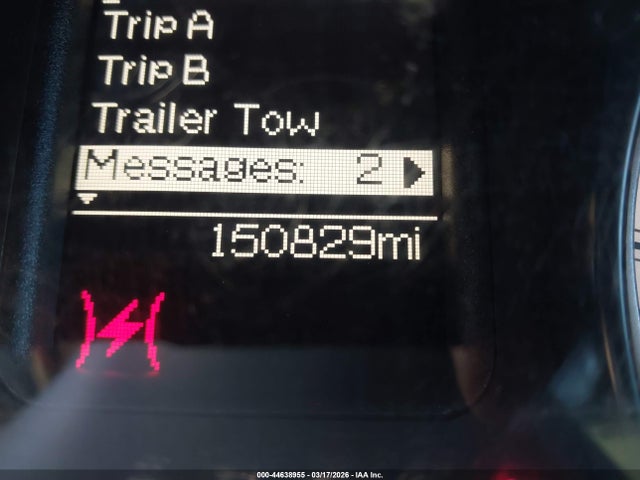 Trip A
Trip B
Trailer Tow
Messages: 2
150829mi
000-44638955 - 03/17/2026 - IAA Inc.